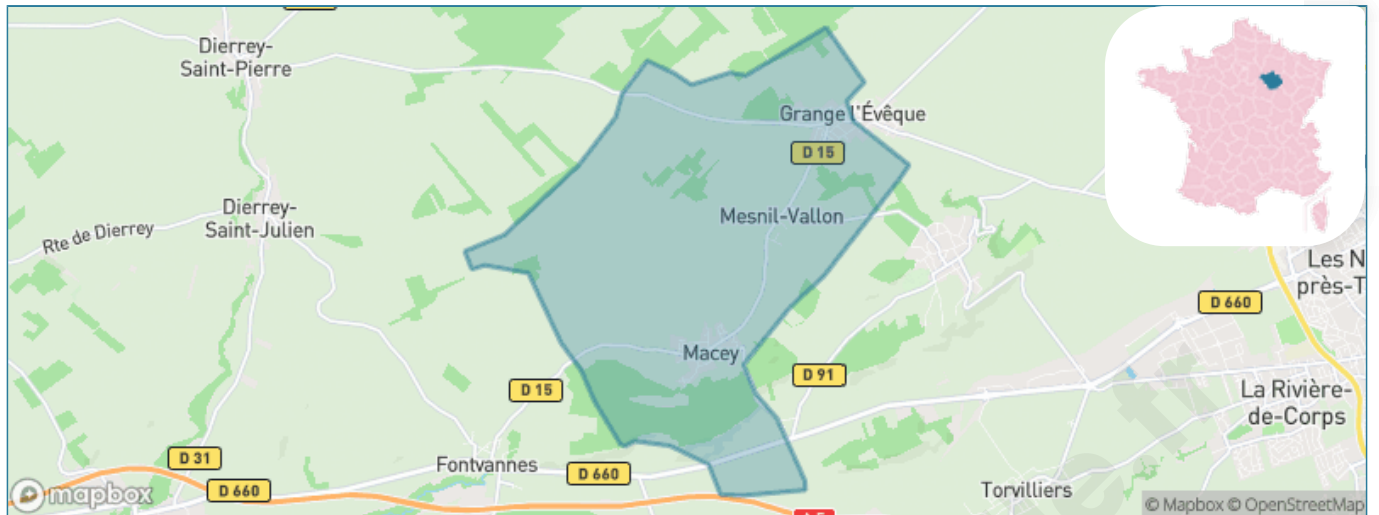 Dierrey-
Saint-Pierre
Grange l'Évêque
D 15
Dierrey-
Saint-Julien
Rte de Dierrey
Mesnil-Vallon
Les N
près-T
D 660
Macey
D 91
D 15
La Rivière-
de-Corps
D 31
Fontvannes
D 660
D 660
Torvilliers
mapbox
© Mapbox © OpenStreetMap